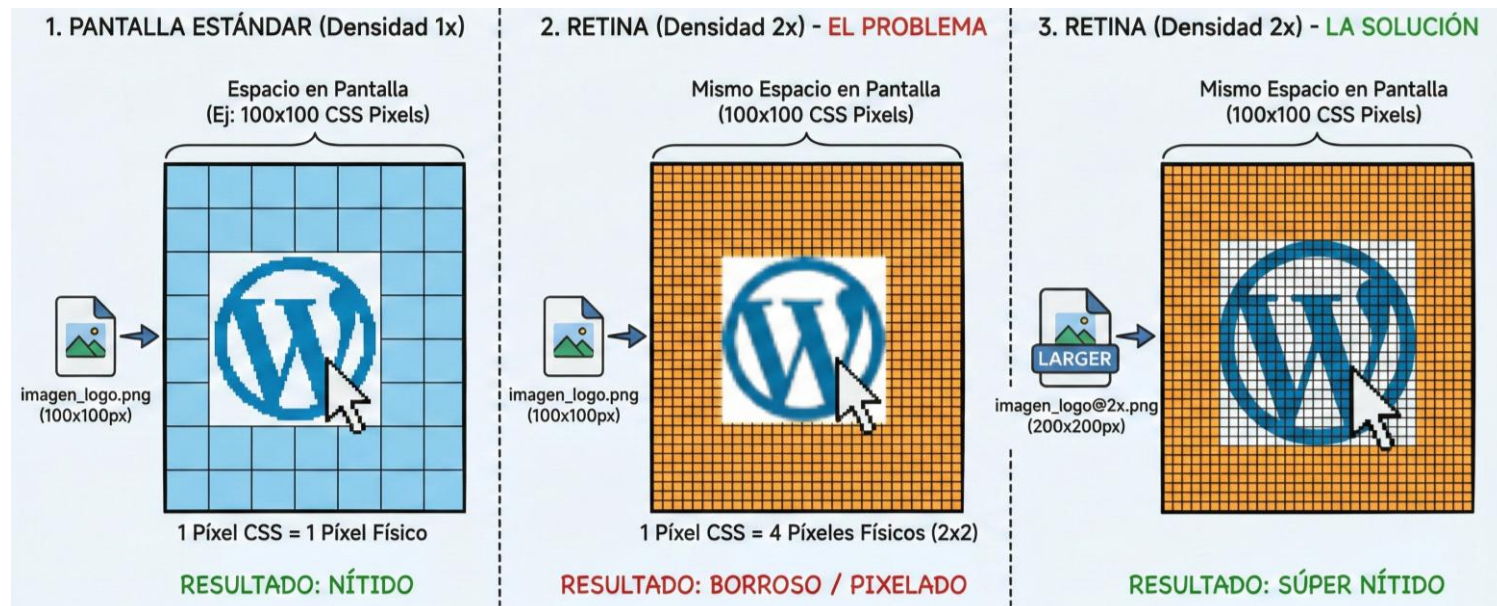 1. PANTALLA ESTÁNDAR (Densidad 1x)
Espacio en Pantalla
(Ej: 100x100 CSS Pixels)
imagen_logo.png
(100x100px)
1 Píxel CSS = 1 Píxel Físico
RESULTADO: NÍTIDO
2. RETINA (Densidad 2x) - EL PROBLEMA
Mismo Espacio en Pantalla
(100x100 CSS Pixels)
imagen_logo.png
(100x100px)
1 Píxel CSS = 4 Píxeles Físicos (2x2)
RESULTADO: BORROSO / PIXELADO
3. RETINA (Densidad 2x) - LA SOLUCIÓN
Mismo Espacio en Pantalla
(100x100 CSS Pixels)
LARGER
imagen_logo@2x.png
(200x200px)
RESULTADO: SÚPER NÍTIDO